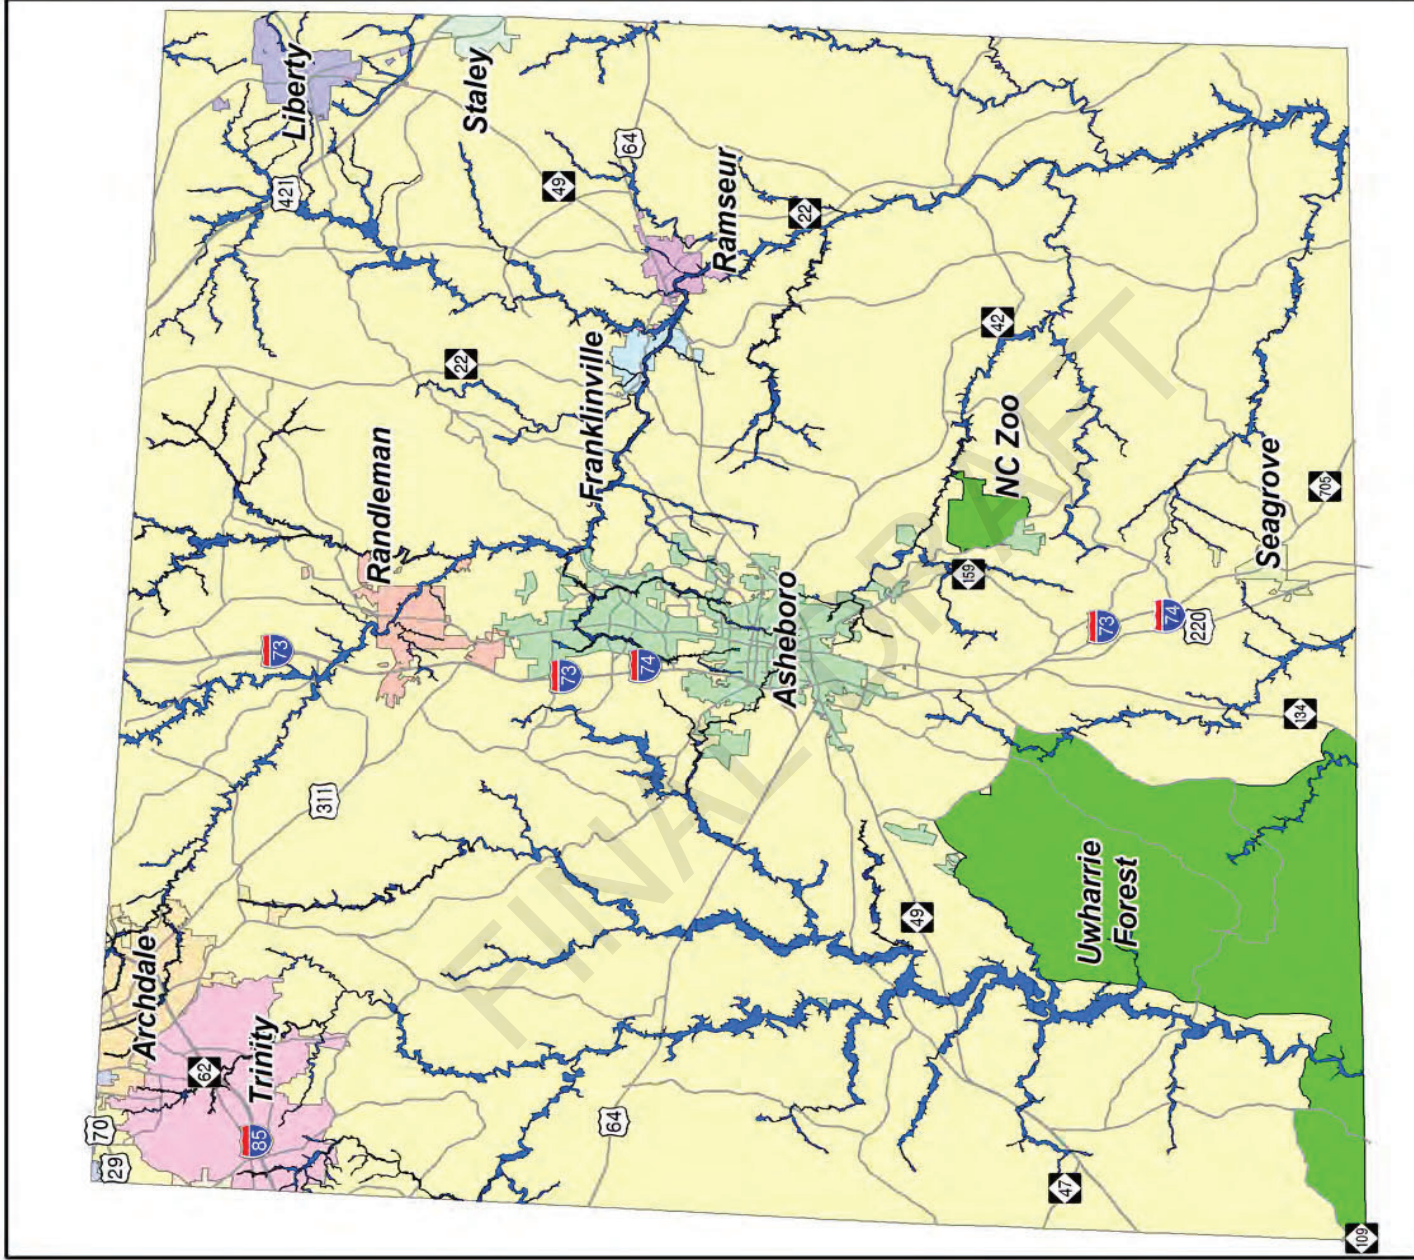 Liberty
Staley
421
64
49
Ramseur
22
Franklinville
22
42
Randleman
NC Zoo
Seagrove
705
159
73
73
74
Asheboro
73
74
220
134
311
Archdale
62
Trinity
70
29
85
64
49
Uwharrie
Forest
47
109
FINAL DRAFT